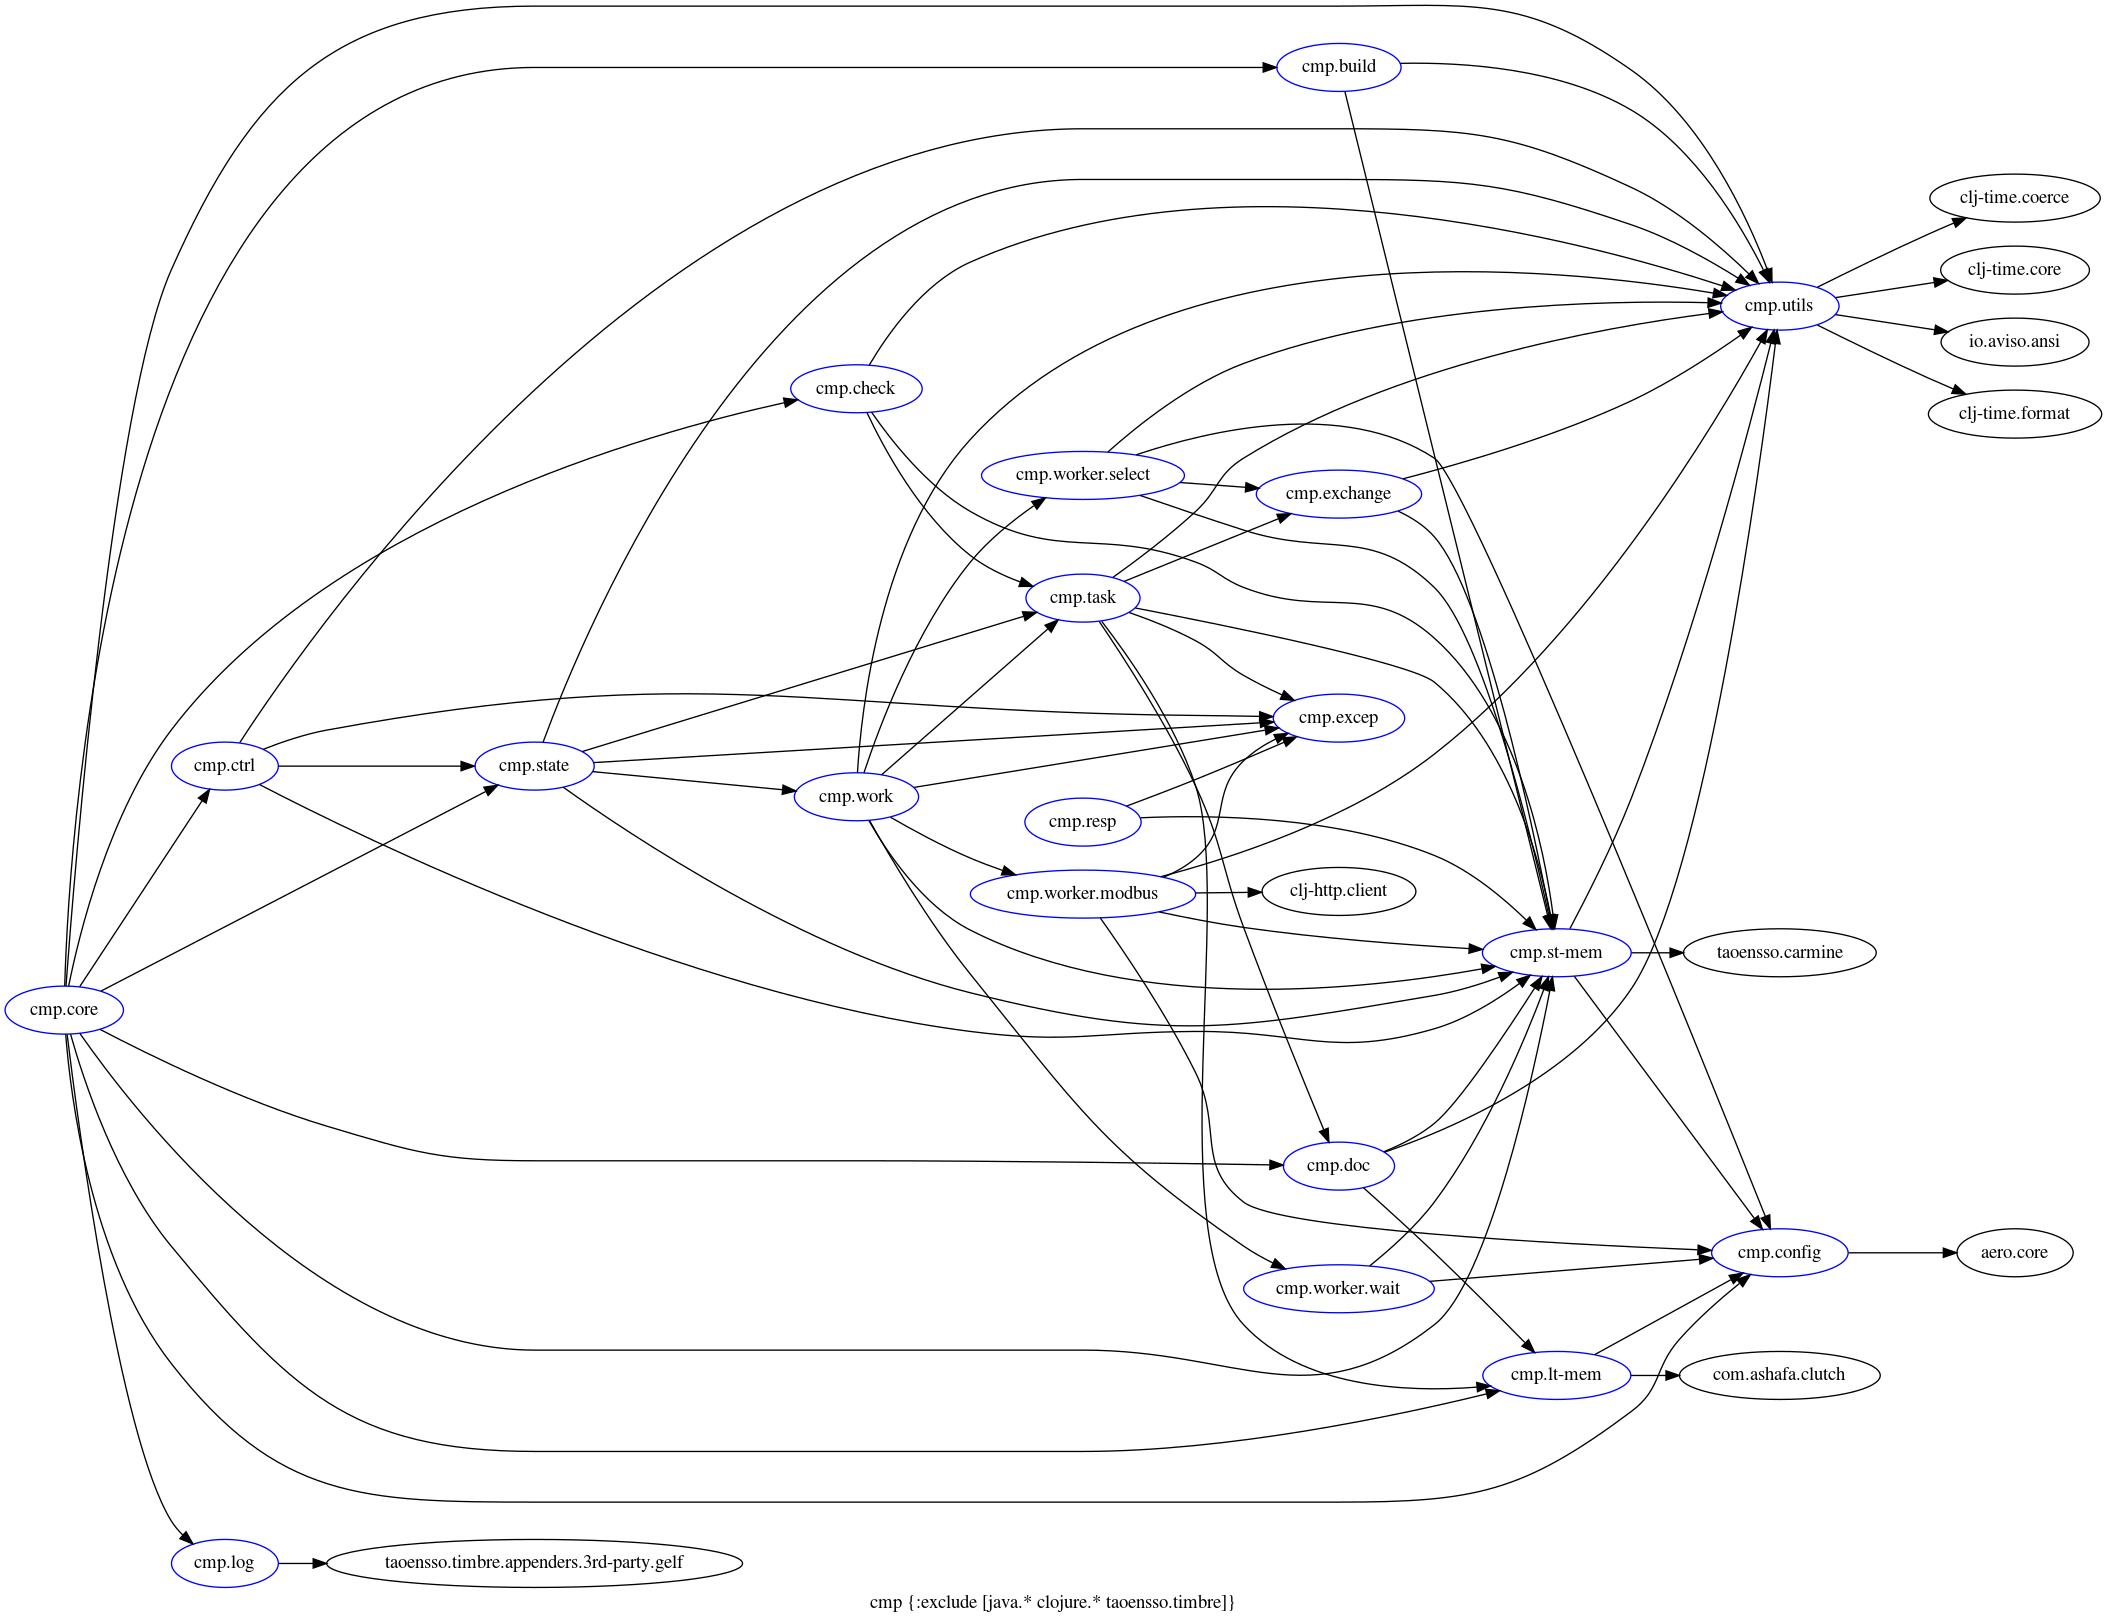 cmp.build
clj-time.coerce
clj-time.core
cmp.utils
io.aviso.ansi
cmp.check
clj-time.format
cmp.worker.select
cmp.exchange
cmp.task
cmp.excep
cmp.ctrl
cmp.state
cmp.work
cmp.resp
clj-http.client
cmp.worker.modbus
cmp.st-mem
taoensso.carmine
cmp.core
cmp.doc
cmp.config
aero.core
cmp.worker.wait
cmp.lt-mem
com.ashafa.clutch
cmp.log
taoensso.timbre.appenders.3rd-party.gelf
cmp {:exclude [java.* clojure.* taoensso.timbre]}